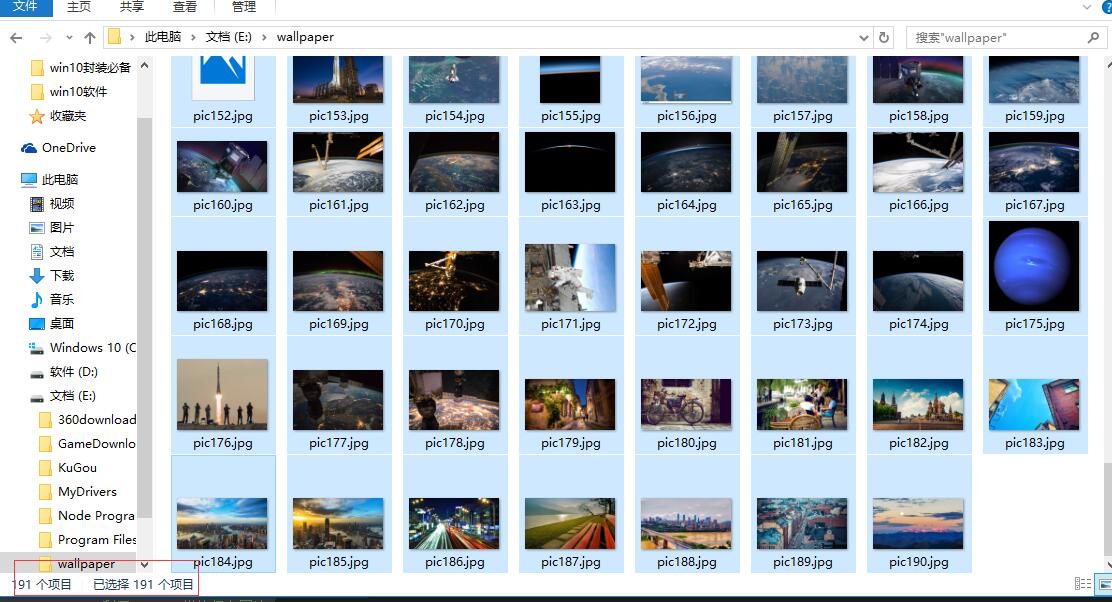 文件 主页 共享 查看 管理
此电脑 文档 (E:) wallpaper
搜索"wallpaper"
win10封装必备
win10软件
收藏夹
OneDrive
此电脑
视频
图片
文档
下载
音乐
桌面
Windows 10 (C
软件 (D:)
文档 (E:)
360download
GameDownlo
KuGou
MyDrivers
Node Progra
Program Files
wallpaper
pic152.jpg pic153.jpg pic154.jpg pic155.jpg pic156.jpg pic157.jpg pic158.jpg pic159.jpg
pic160.jpg pic161.jpg pic162.jpg pic163.jpg pic164.jpg pic165.jpg pic166.jpg pic167.jpg
pic168.jpg pic169.jpg pic170.jpg pic171.jpg pic172.jpg pic173.jpg pic174.jpg pic175.jpg
pic176.jpg pic177.jpg pic178.jpg pic179.jpg pic180.jpg pic181.jpg pic182.jpg pic183.jpg
pic184.jpg pic185.jpg pic186.jpg pic187.jpg pic188.jpg pic189.jpg pic190.jpg
191 个项目 已选择 191 个项目